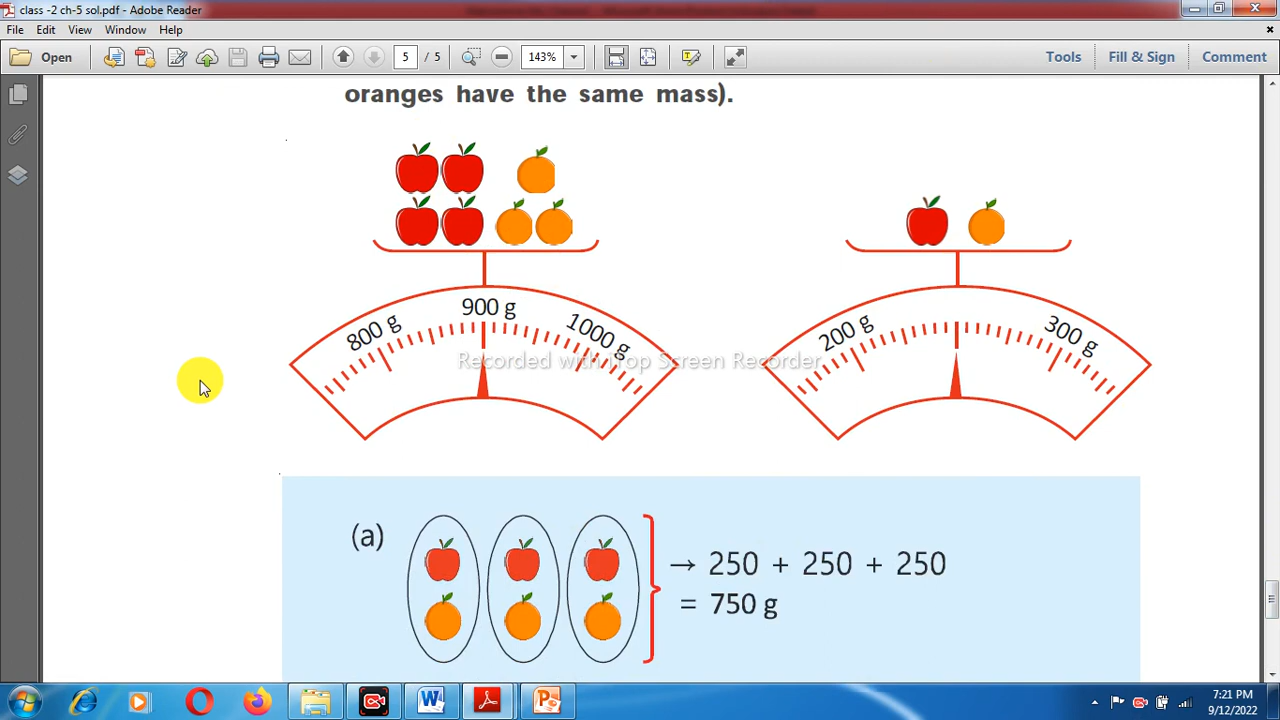 class -2 ch-5 sol.pdf - Adobe Reader
File Edit View Window Help
Open 5 / 5 143% Tools Fill & Sign Comment
oranges have the same mass).
800 g 900 g 1000 g
200 g 300 g
Recorded with iTop Screen Recorder
(a) → 250 + 250 + 250
= 750 g
7:21 PM
9/12/2022